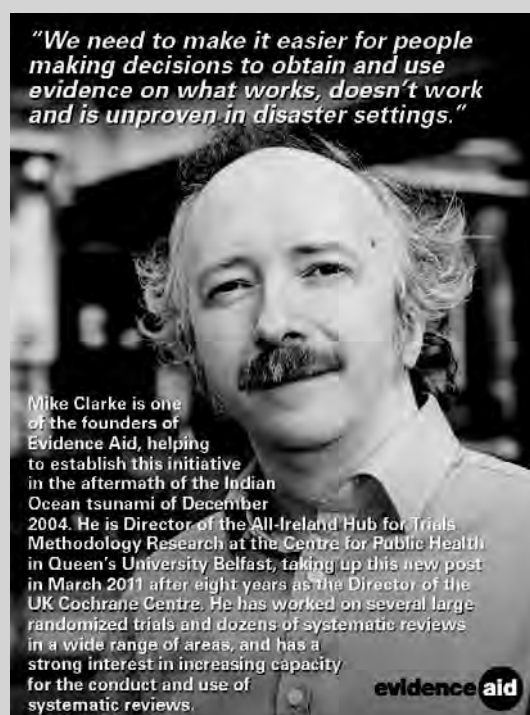 “We need to make it easier for people
making decisions to obtain and use
evidence on what works, doesn’t work
and is unproven in disaster settings.”
Mike Clarke is one
of the founders of
Evidence Aid, helping
to establish this initiative
in the aftermath of the Indian
Ocean tsunami of December
2004. He is Director of the All-Ireland Hub for Trials
Methodology Research at the Centre for Public Health
in Queen’s University Belfast, taking up this new post
in March 2011 after eight years as the Director of the
UK Cochrane Centre. He has worked on several large
randomized trials and dozens of systematic reviews
in a wide range of areas, and has a
strong interest in increasing capacity
for the conduct and use of
systematic reviews.
evidence aid